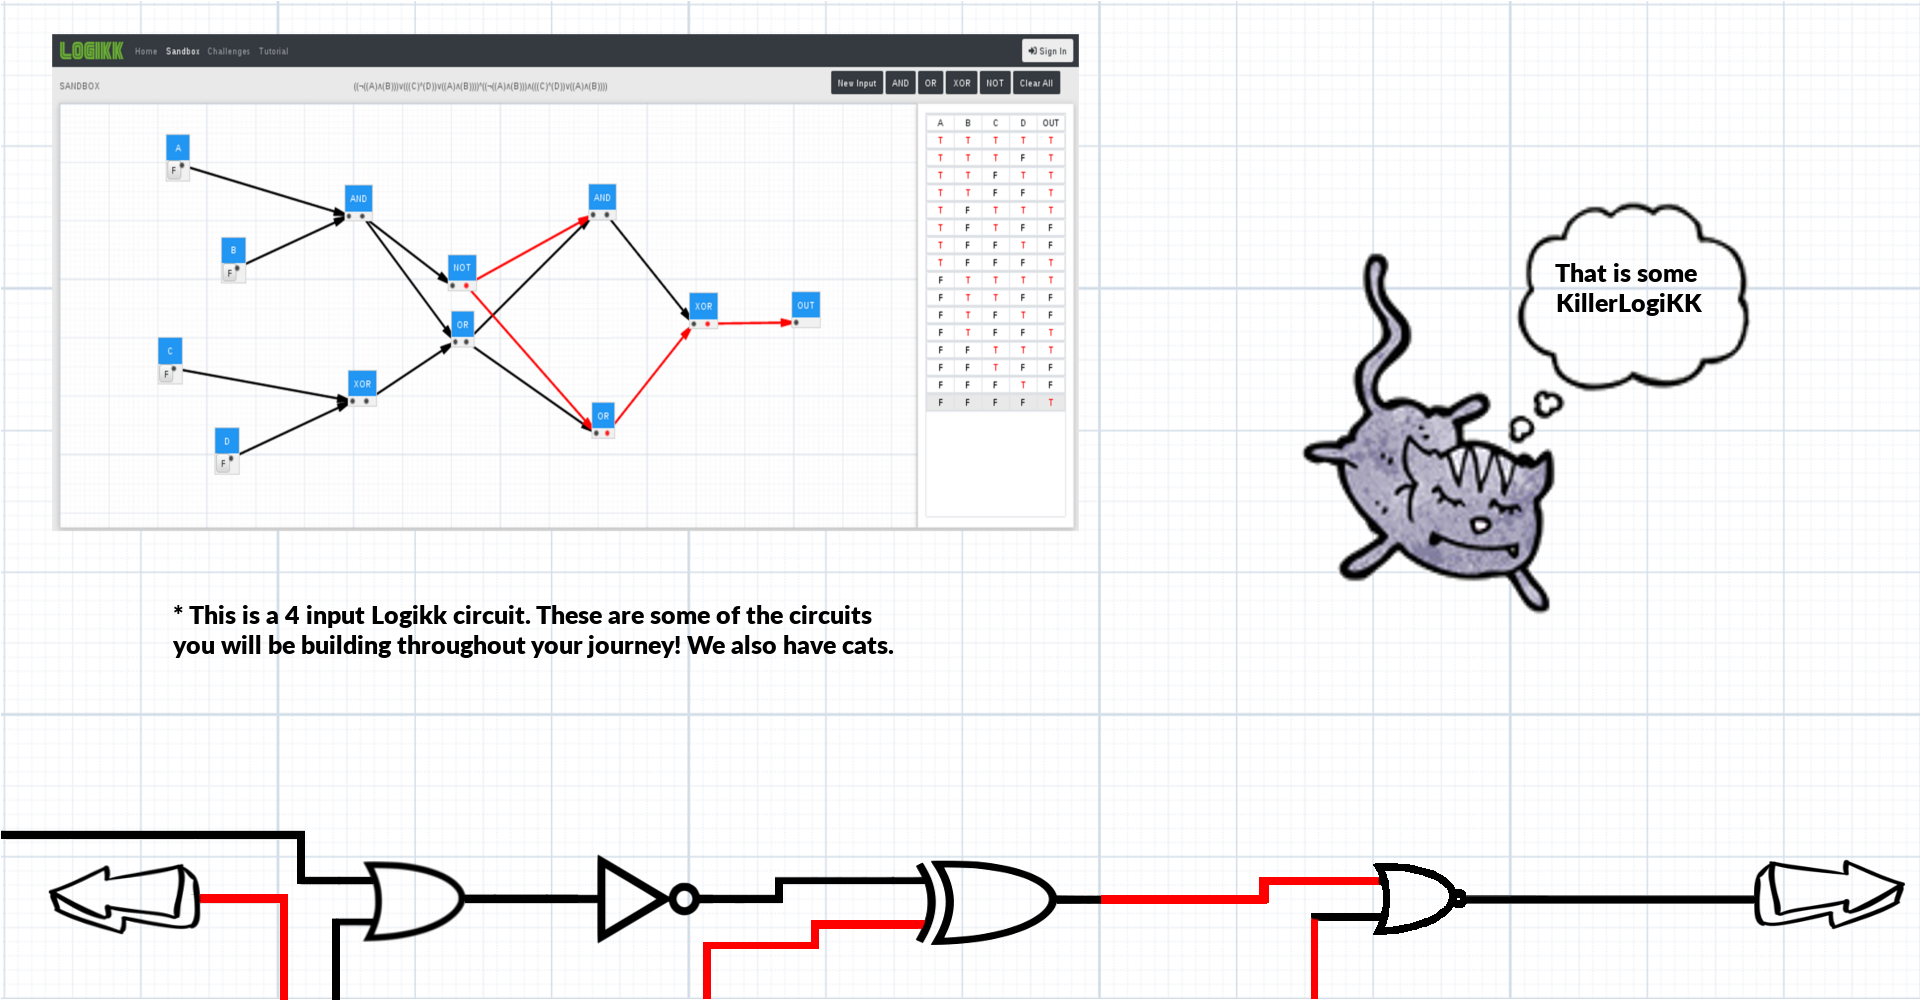 LOGIKK Home Sandbox Challenges Tutorial Sign In
SANDBOX
New Input AND OR XOR NOT Clear All
A
F
B
F
C
F
D
F
AND
XOR
NOT
OR
AND
OR
XOR
OUT
A B C D OUT
T T T T T
T T T F T
T T F T T
T T F F T
T F T T T
T F T F F
T F F T F
T F F F T
F T T T T
F T T F F
F T F T F
F T F F T
F F T T T
F F T F F
F F F T F
F F F F T
That is some
KillerLogiKK
* This is a 4 input Logikk circuit. These are some of the circuits
you will be building throughout your journey! We also have cats.